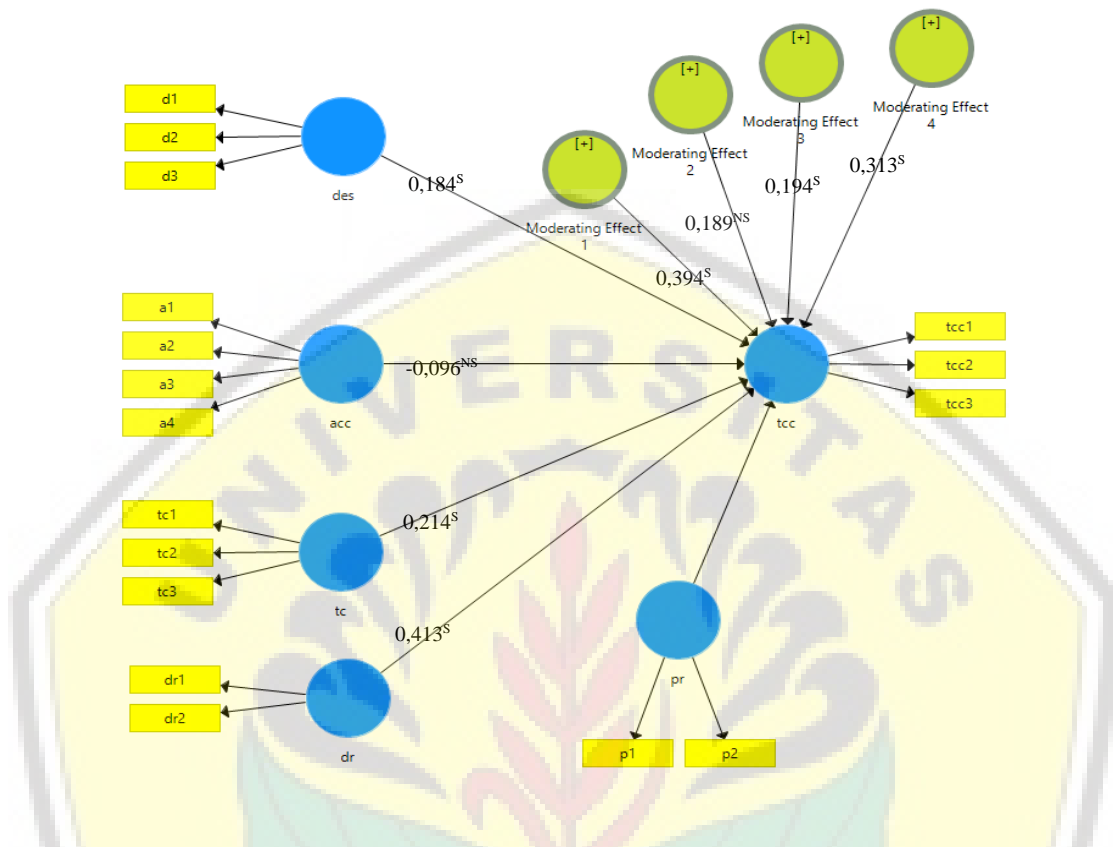 [+]
[+]
[+]
[+]
Moderating Effect
4
Moderating Effect
3
Moderating Effect
2
Moderating Effect
1
d1
d2
d3
des
0,184S
0,313S
0,194S
0,189NS
0,394S
a1
a2
a3
a4
acc
-0,096NS
tcc1
tcc2
tcc3
tcc
UNIVERSITAS
tc1
tc2
tc3
tc
0,214S
0,413S
dr1
dr2
dr
pr
p1
p2